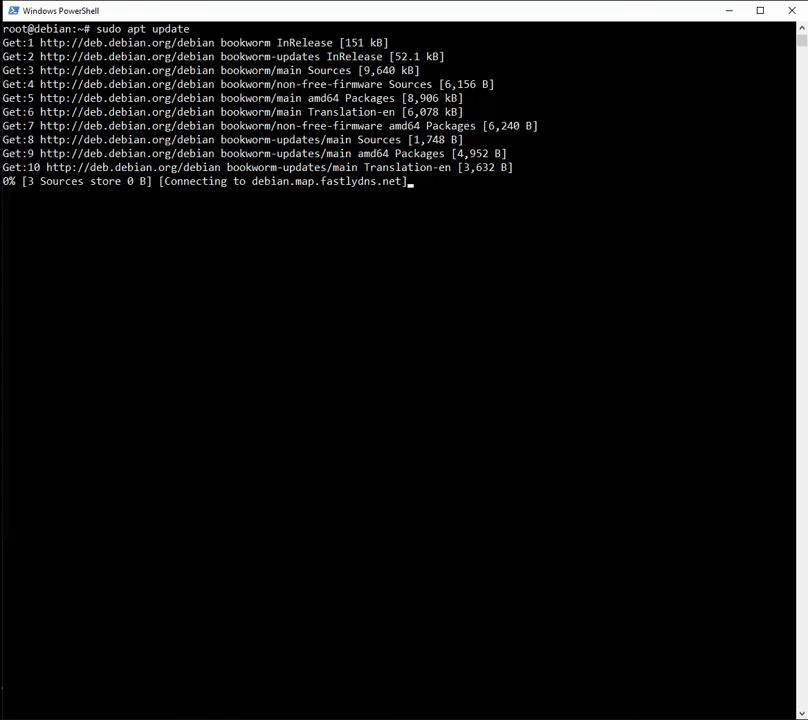 Windows PowerShell
root@debian:~# sudo apt update
Get:1 http://deb.debian.org/debian bookworm InRelease [151 kB]
Get:2 http://deb.debian.org/debian bookworm-updates InRelease [52.1 kB]
Get:3 http://deb.debian.org/debian bookworm/main Sources [9,640 kB]
Get:4 http://deb.debian.org/debian bookworm/non-free-firmware Sources [6,156 B]
Get:5 http://deb.debian.org/debian bookworm/main amd64 Packages [8,906 kB]
Get:6 http://deb.debian.org/debian bookworm/main Translation-en [6,078 kB]
Get:7 http://deb.debian.org/debian bookworm/non-free-firmware amd64 Packages [6,240 B]
Get:8 http://deb.debian.org/debian bookworm-updates/main Sources [1,748 B]
Get:9 http://deb.debian.org/debian bookworm-updates/main amd64 Packages [4,952 B]
Get:10 http://deb.debian.org/debian bookworm-updates/main Translation-en [3,632 B]
0% [3 Sources store 0 B] [Connecting to debian.map.fastlydns.net]